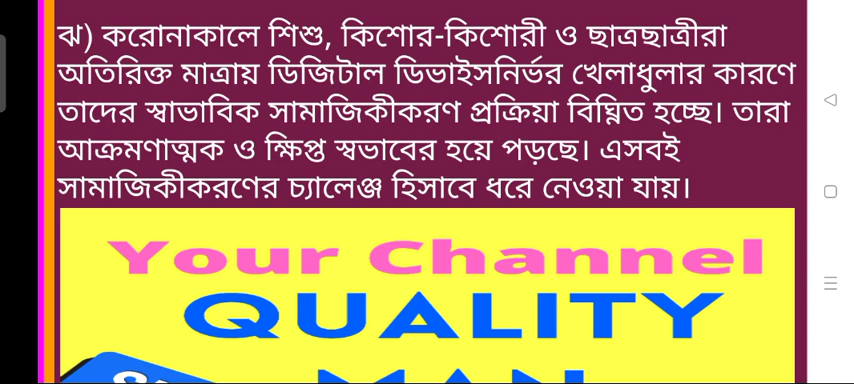 ঝ) করোনাকালে শিশু, কিশোর-কিশোরী ও ছাত্রছাত্রীরা
অতিরিক্ত মাত্রায় ডিজিটাল ডিভাইসনির্ভর খেলাধুলার কারণে
তাদের স্বাভাবিক সামাজিকীকরণ প্রক্রিয়া বিঘ্নিত হচ্ছে। তারা
আক্রমণাত্মক ও ক্ষিপ্ত স্বভাবের হয়ে পড়ছে। এসবই
সামাজিকীকরণের চ্যালেঞ্জ হিসাবে ধরে নেওয়া যায়।
Your Channel
QUALITY